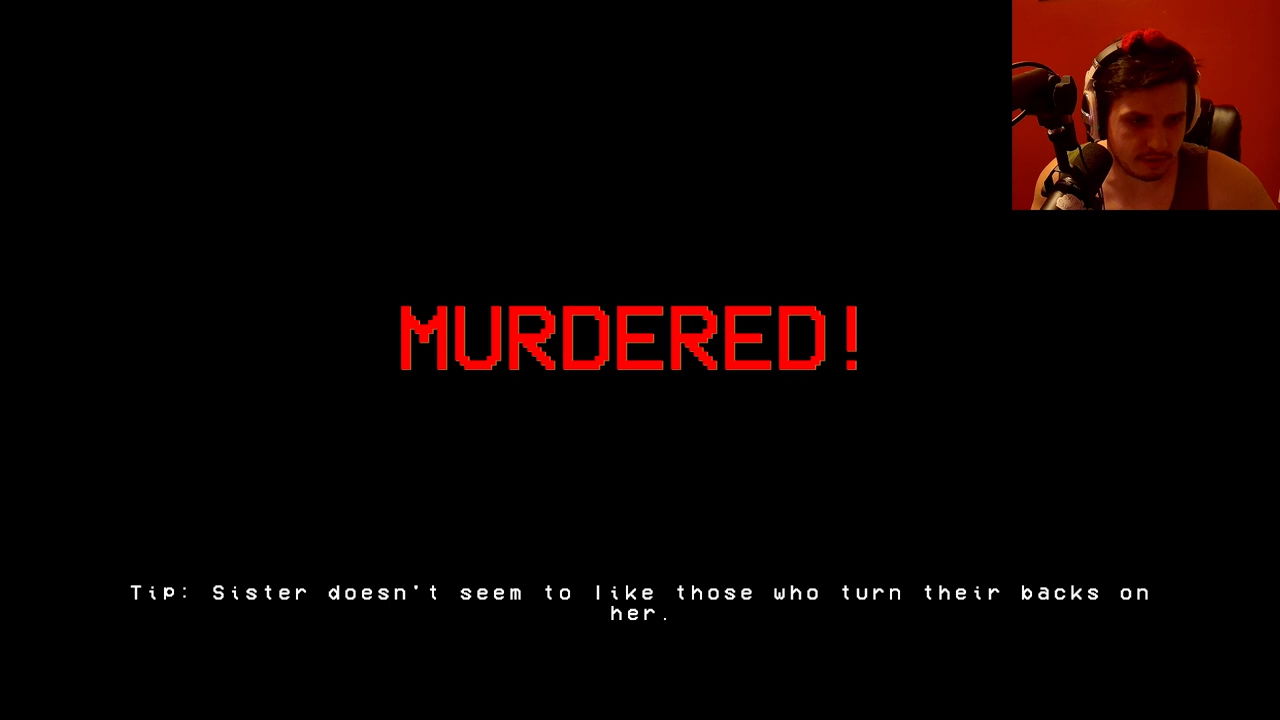 MURDERED!
Tip: Sister doesn't seem to like those who turn their backs on
her.